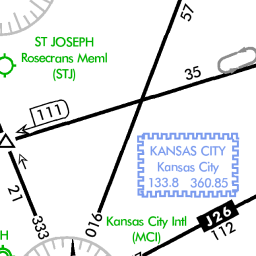 57
ST JOSEPH
Rosecrans Meml
(STJ)
35
111
KANSAS CITY
Kansas City
133.8 360.85
21
333
016
Kansas City Intl
(MCI)
J26
112
H